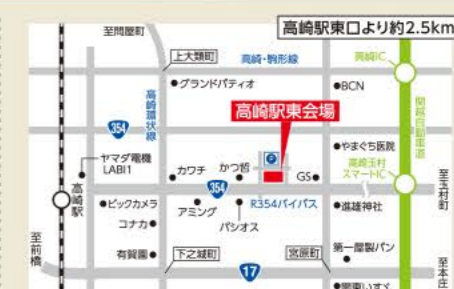 高崎駅東口より約2.5km
至問屋町
上大類町
高崎・駒形線
高崎IC
グランドパティオ
BCN
高崎環状線
関越自動車道
354
高崎駅東会場
P
やまぐち医院
ヤマダ電機
LABI1
カワチ
かつ哲
GS
高崎玉村
スマートIC
至玉村町
高崎駅
354
ビックカメラ
アミング
R354バイパス
進雄神社
コナカ
パシオス
至前橋
有賀園
下之城町
17
宮原町
第一屋製パン
至本庄
関東いすゞ